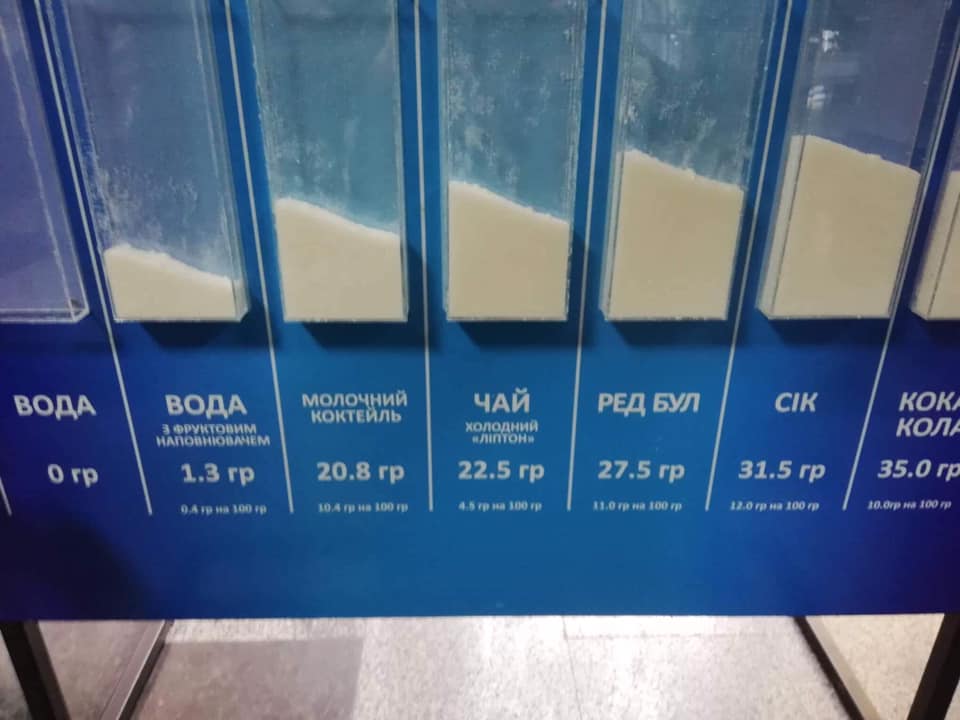 ВОДА
0 гр
ВОДА
З ФРУКТОВИМ
НАПОВНЮВАЧЕМ
1.3 гр
0.4 гр на 100 гр
МОЛОЧНИЙ
КОКТЕЙЛЬ
20.8 гр
10.4 гр на 100 гр
ЧАЙ
ХОЛОДНИЙ
«ЛІПТОН»
22.5 гр
4.5 гр на 100 гр
РЕД БУЛ
27.5 гр
11.0 гр на 100 гр
СІК
31.5 гр
12.0 гр на 100 гр
КОКА
КОЛА
35.0 гр
10.0гр на 100 гр